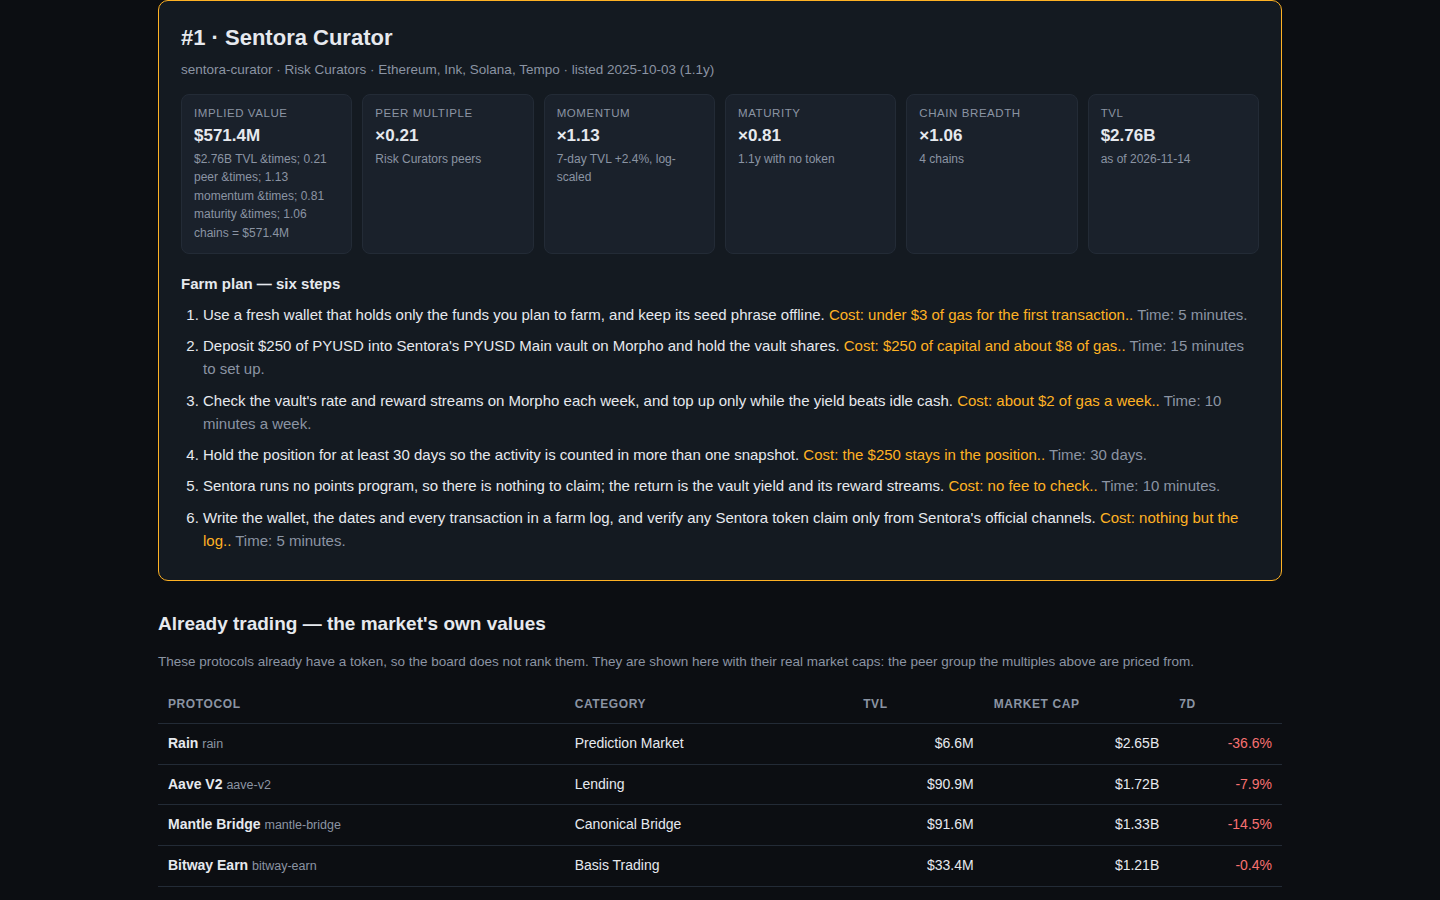 #1 · Sentora Curator
sentora-curator · Risk Curators · Ethereum, Ink, Solana, Tempo · listed 2025-10-03 (1.1y)
IMPLIED VALUE
$571.4M
$2.76B TVL &times; 0.21
peer &times; 1.13
momentum &times; 0.81
maturity &times; 1.06
chains = $571.4M
PEER MULTIPLE
×0.21
Risk Curators peers
MOMENTUM
×1.13
7-day TVL +2.4%, log-
scaled
MATURITY
×0.81
1.1y with no token
CHAIN BREADTH
×1.06
4 chains
TVL
$2.76B
as of 2026-11-14
Farm plan — six steps
1. Use a fresh wallet that holds only the funds you plan to farm, and keep its seed phrase offline. Cost: under $3 of gas for the first transaction.. Time: 5 minutes.
2. Deposit $250 of PYUSD into Sentora's PYUSD Main vault on Morpho and hold the vault shares. Cost: $250 of capital and about $8 of gas.. Time: 15 minutes
to set up.
3. Check the vault's rate and reward streams on Morpho each week, and top up only while the yield beats idle cash. Cost: about $2 of gas a week.. Time: 10
minutes a week.
4. Hold the position for at least 30 days so the activity is counted in more than one snapshot. Cost: the $250 stays in the position.. Time: 30 days.
5. Sentora runs no points program, so there is nothing to claim; the return is the vault yield and its reward streams. Cost: no fee to check.. Time: 10 minutes.
6. Write the wallet, the dates and every transaction in a farm log, and verify any Sentora token claim only from Sentora's official channels. Cost: nothing but the
log.. Time: 5 minutes.
Already trading — the market's own values
These protocols already have a token, so the board does not rank them. They are shown here with their real market caps: the peer group the multiples above are priced from.
PROTOCOL CATEGORY TVL MARKET CAP 7D
Rain rain Prediction Market $6.6M $2.65B -36.6%
Aave V2 aave-v2 Lending $90.9M $1.72B -7.9%
Mantle Bridge mantle-bridge Canonical Bridge $91.6M $1.33B -14.5%
Bitway Earn bitway-earn Basis Trading $33.4M $1.21B -0.4%